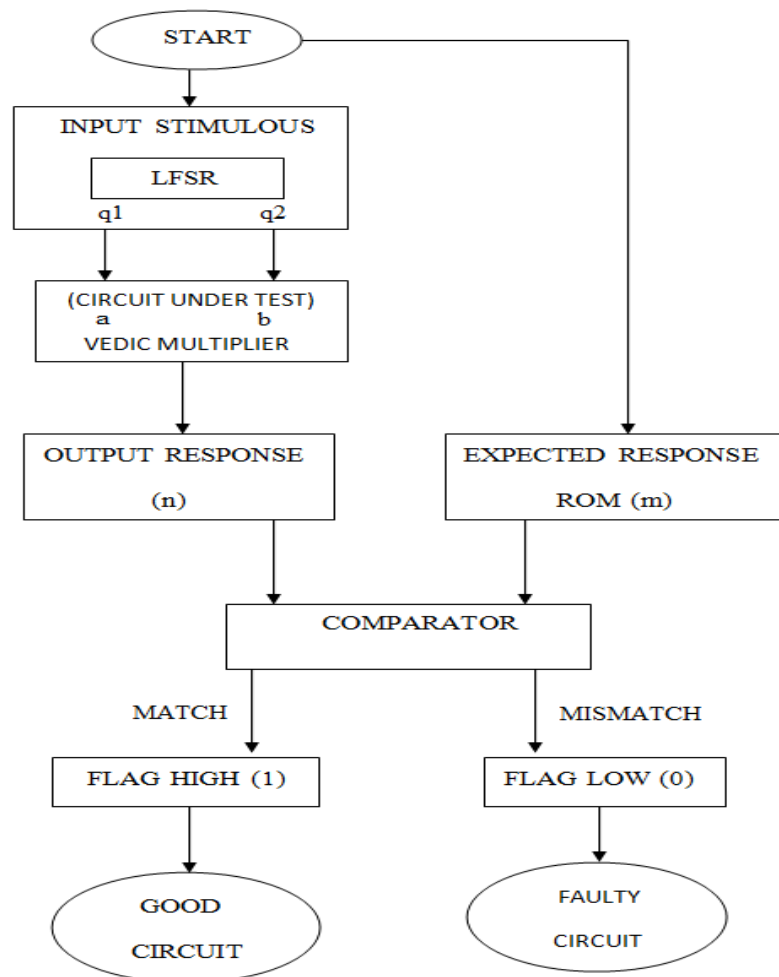 START
INPUT STIMULOUS
LFSR
q1 q2
(CIRCUIT UNDER TEST)
a b
VEDIC MULTIPLIER
OUTPUT RESPONSE
(n)
EXPECTED RESPONSE
ROM (m)
COMPARATOR
MATCH
MISMATCH
FLAG HIGH (1)
FLAG LOW (0)
GOOD
CIRCUIT
FAULTY
CIRCUIT